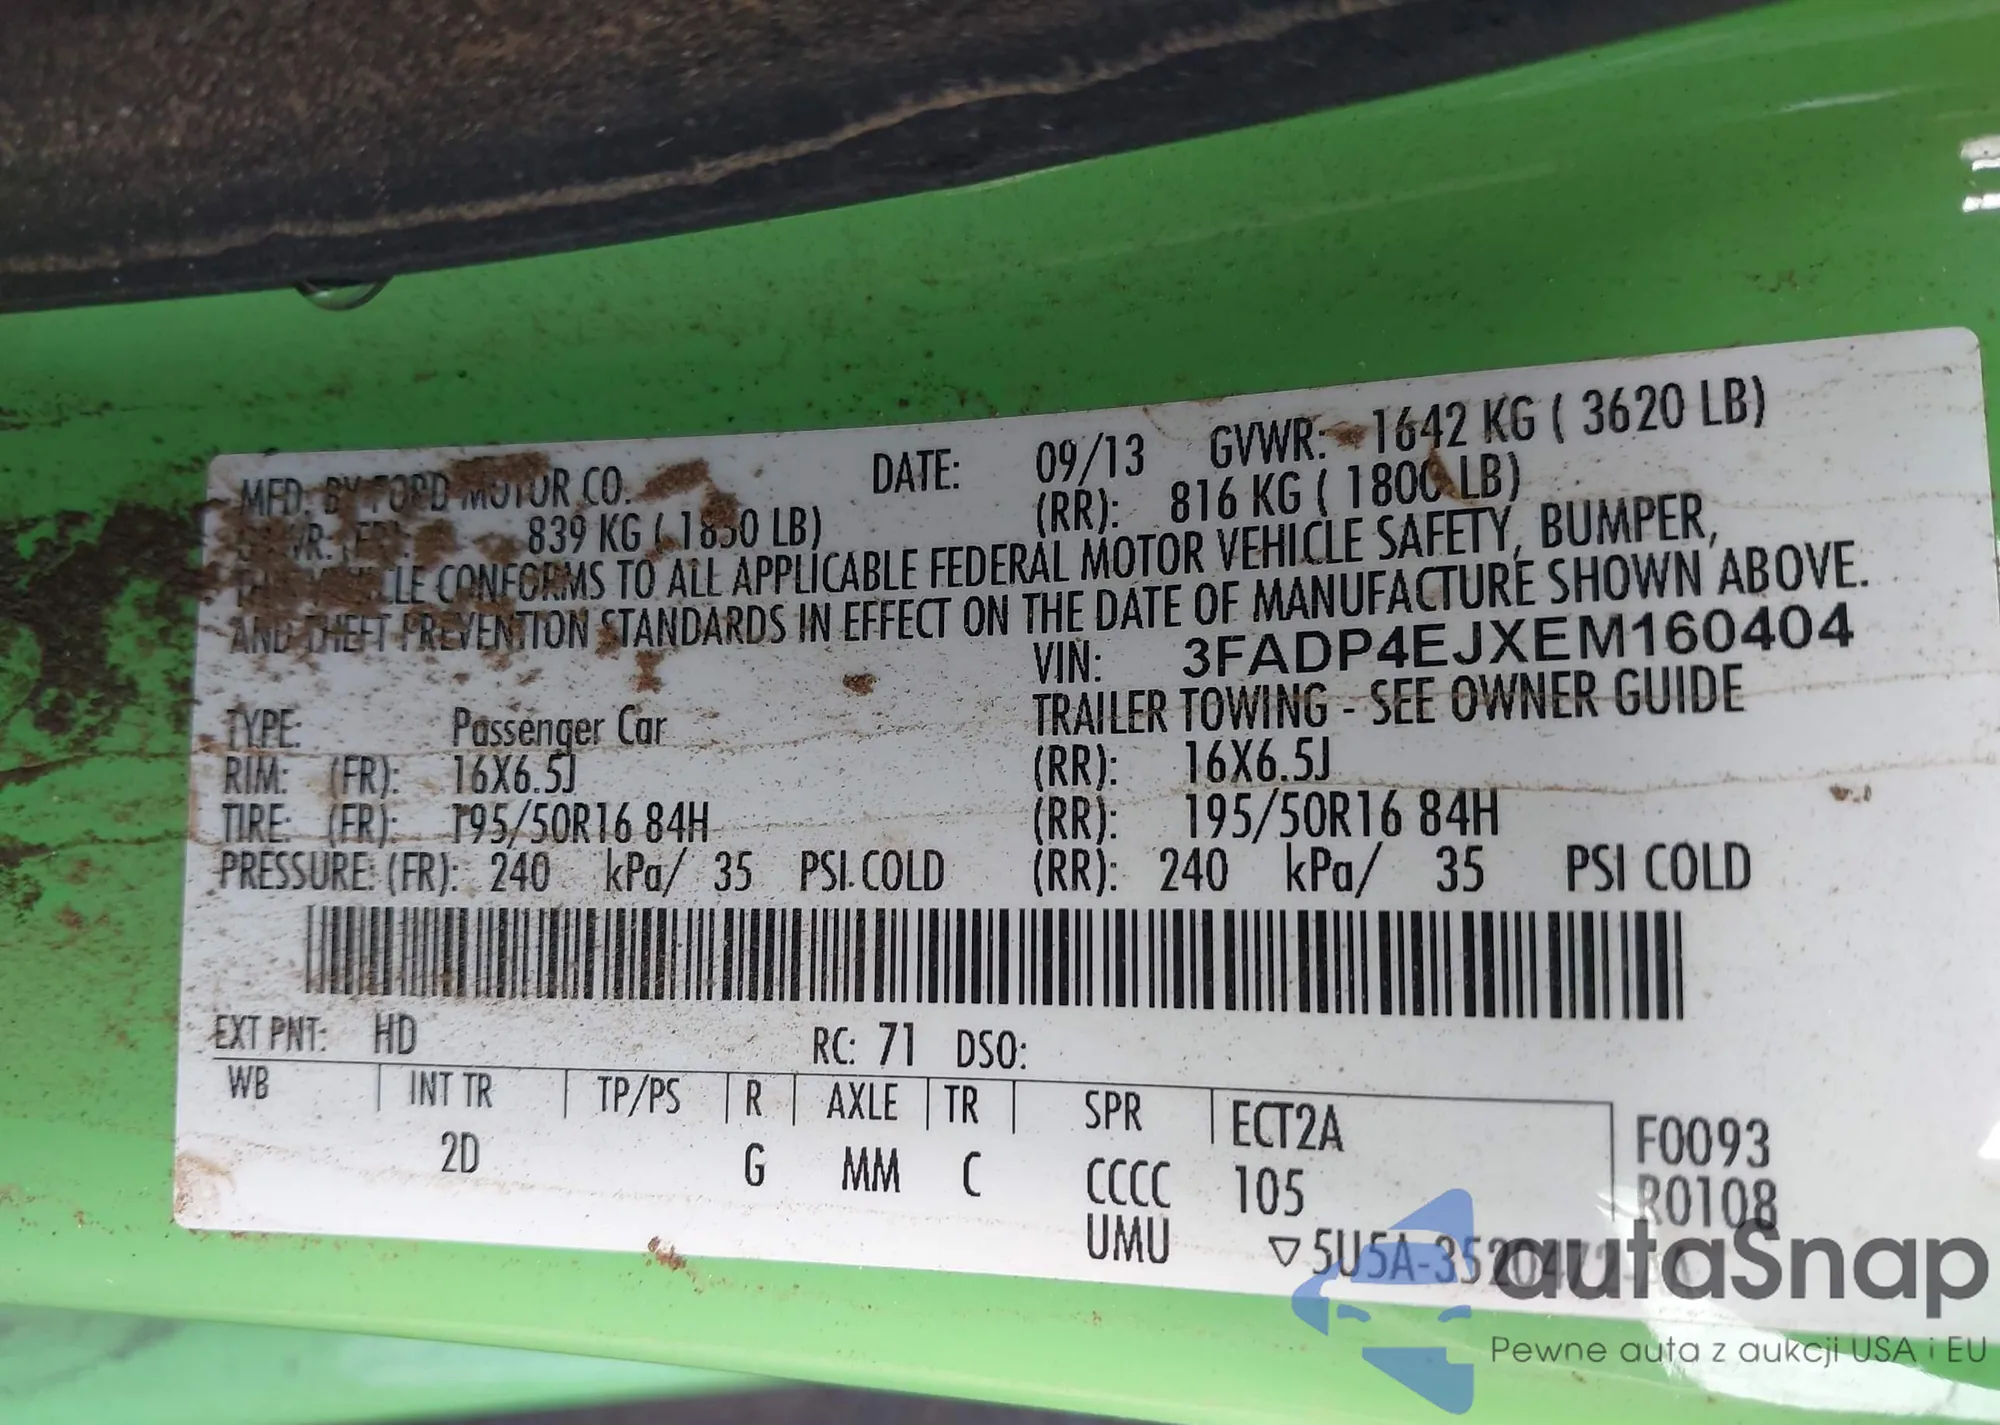 MFD. BY FORD MOTOR CO. DATE: 09/13 GVWR: 1642 KG ( 3620 LB)
839 KG ( 1850 LB) (RR): 816 KG ( 1800 LB)
VEHICLE CONFORMS TO ALL APPLICABLE FEDERAL MOTOR VEHICLE SAFETY, BUMPER,
AND THEFT PREVENTION STANDARDS IN EFFECT ON THE DATE OF MANUFACTURE SHOWN ABOVE.
VIN: 3FADP4EJXEM160404
TYPE: Passenger Car TRAILER TOWING - SEE OWNER GUIDE
RIM: (FR): 16X6.5J (RR): 16X6.5J
TIRE: (FR): 195/50R16 84H (RR): 195/50R16 84H
PRESSURE: (FR): 240 kPa/ 35 PSI COLD (RR): 240 kPa/ 35 PSI COLD
EXT PNT: HD RC: 71 DSO:
WB INT TR TP/PS R AXLE TR SPR ECT2A F0093
2D G MM C CCCC 105 R0108
UMU ▽
autaSnap
Pewne auta z aukcji USA i EU